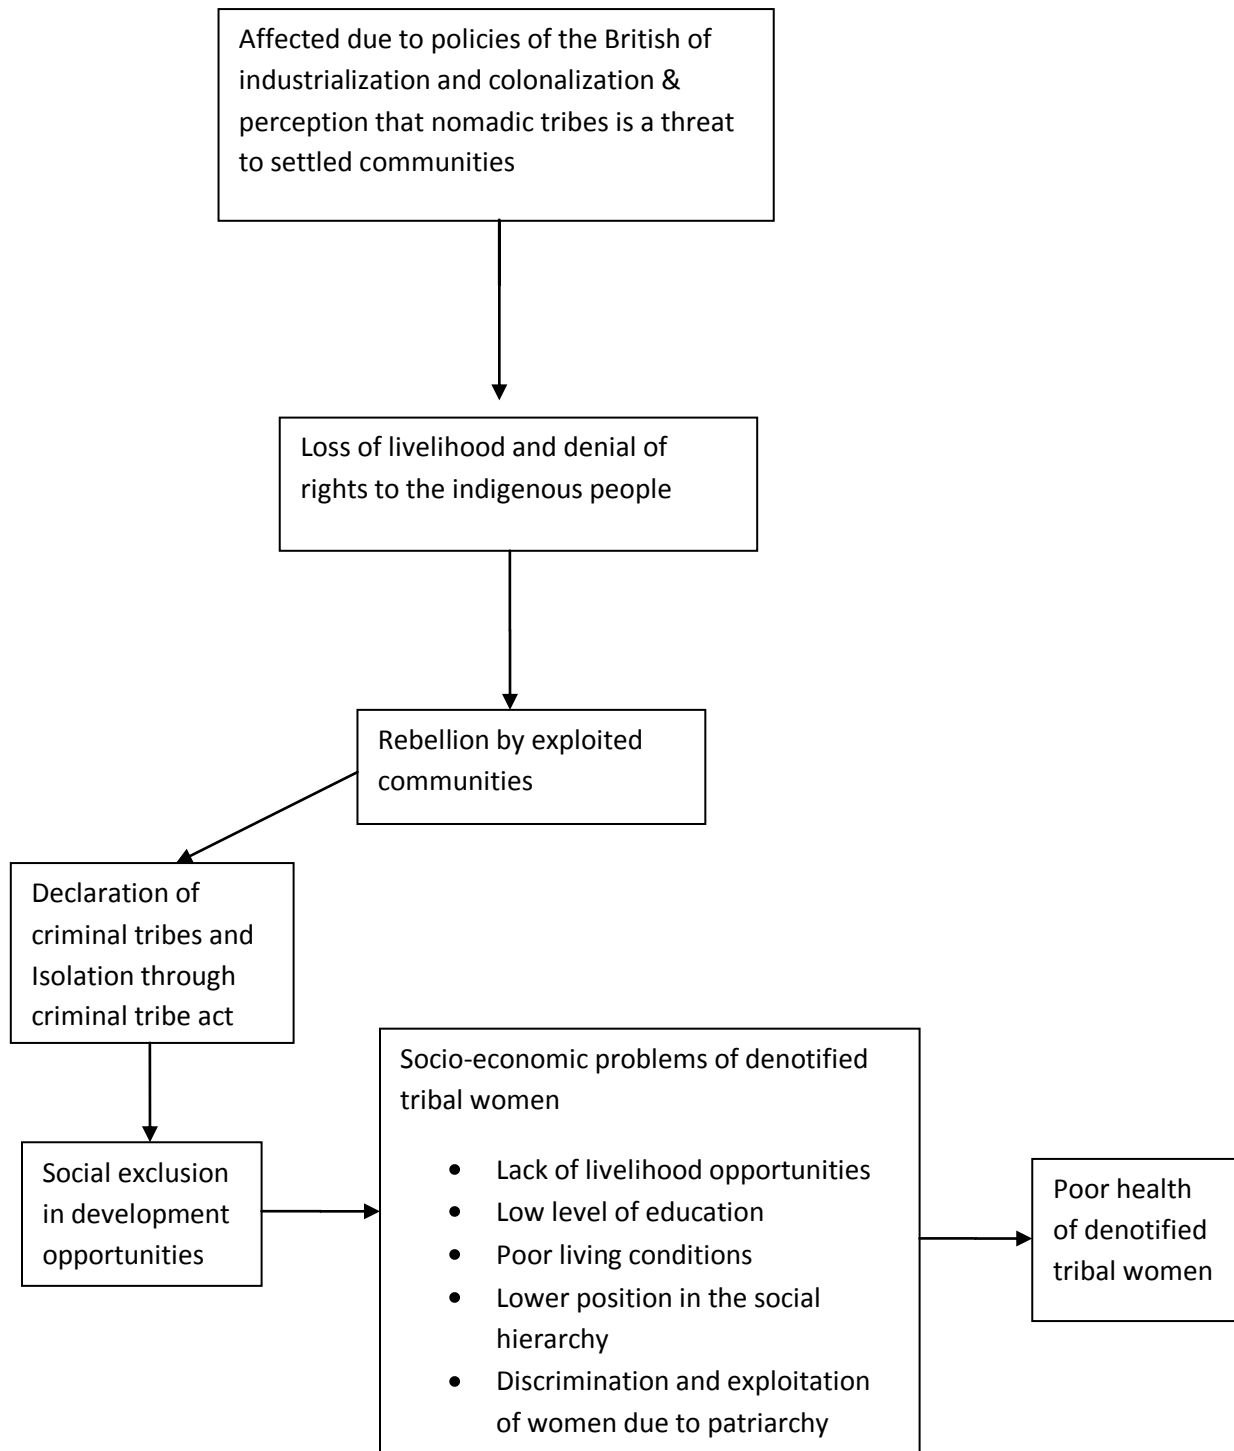 Affected due to policies of the British of
industrialization and colonalization &
perception that nomadic tribes is a threat
to settled communities
Loss of livelihood and denial of
rights to the indigenous people
Rebellion by exploited
communities
Declaration of
criminal tribes and
Isolation through
criminal tribe act
Social exclusion
in development
opportunities
Socio-economic problems of denotified
tribal women
• Lack of livelihood opportunities
• Low level of education
• Poor living conditions
• Lower position in the social
hierarchy
• Discrimination and exploitation
of women due to patriarchy
Poor health
of denotified
tribal women